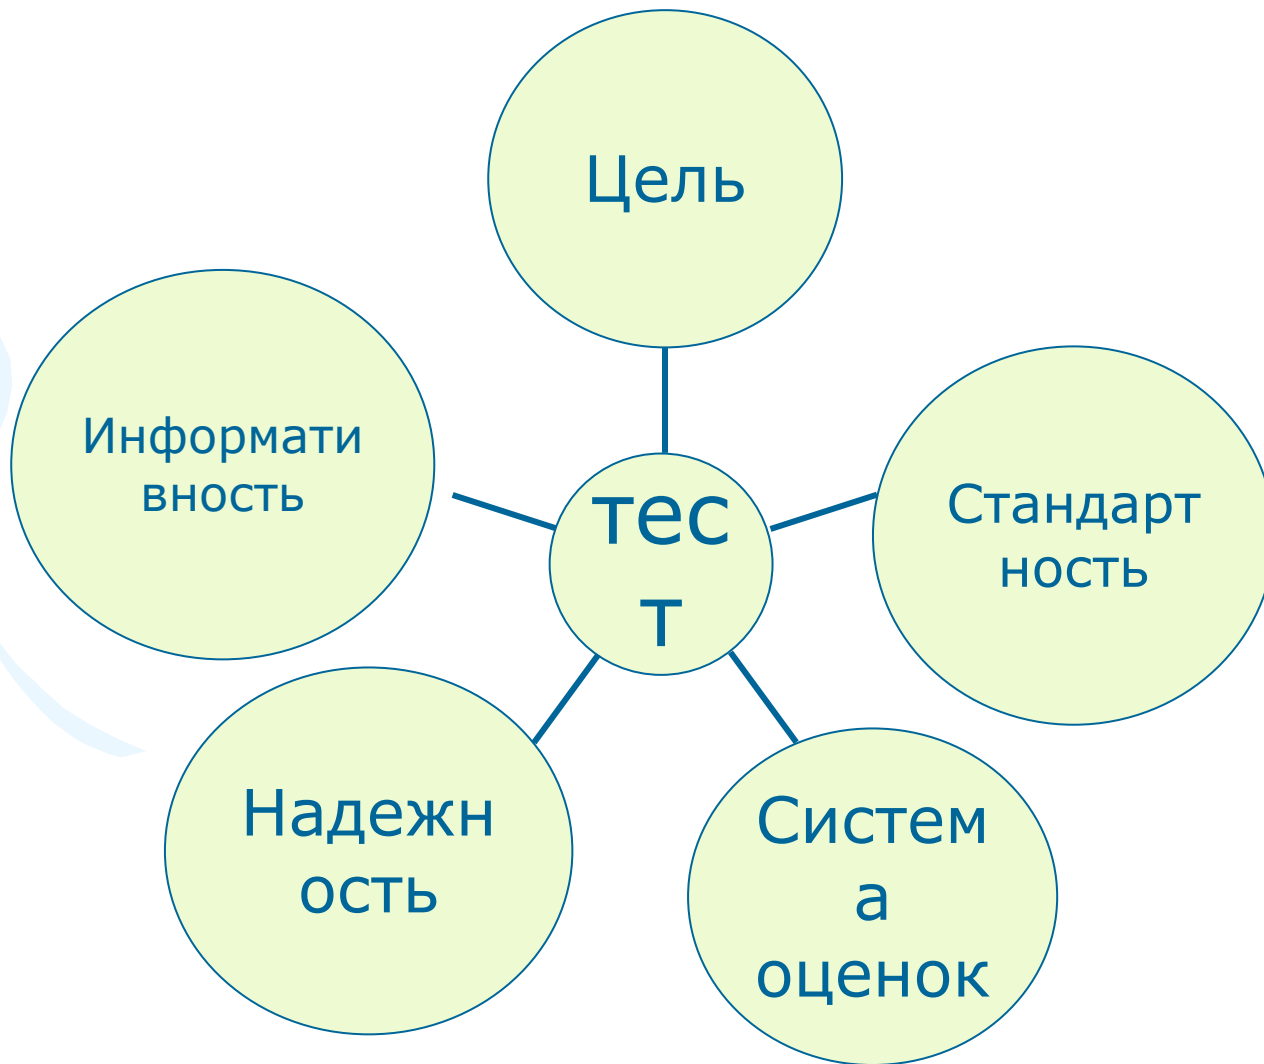 Цель
Информати
вность
тес
т
Стандарт
ность
Надежн
ость
Систем
а
оценок